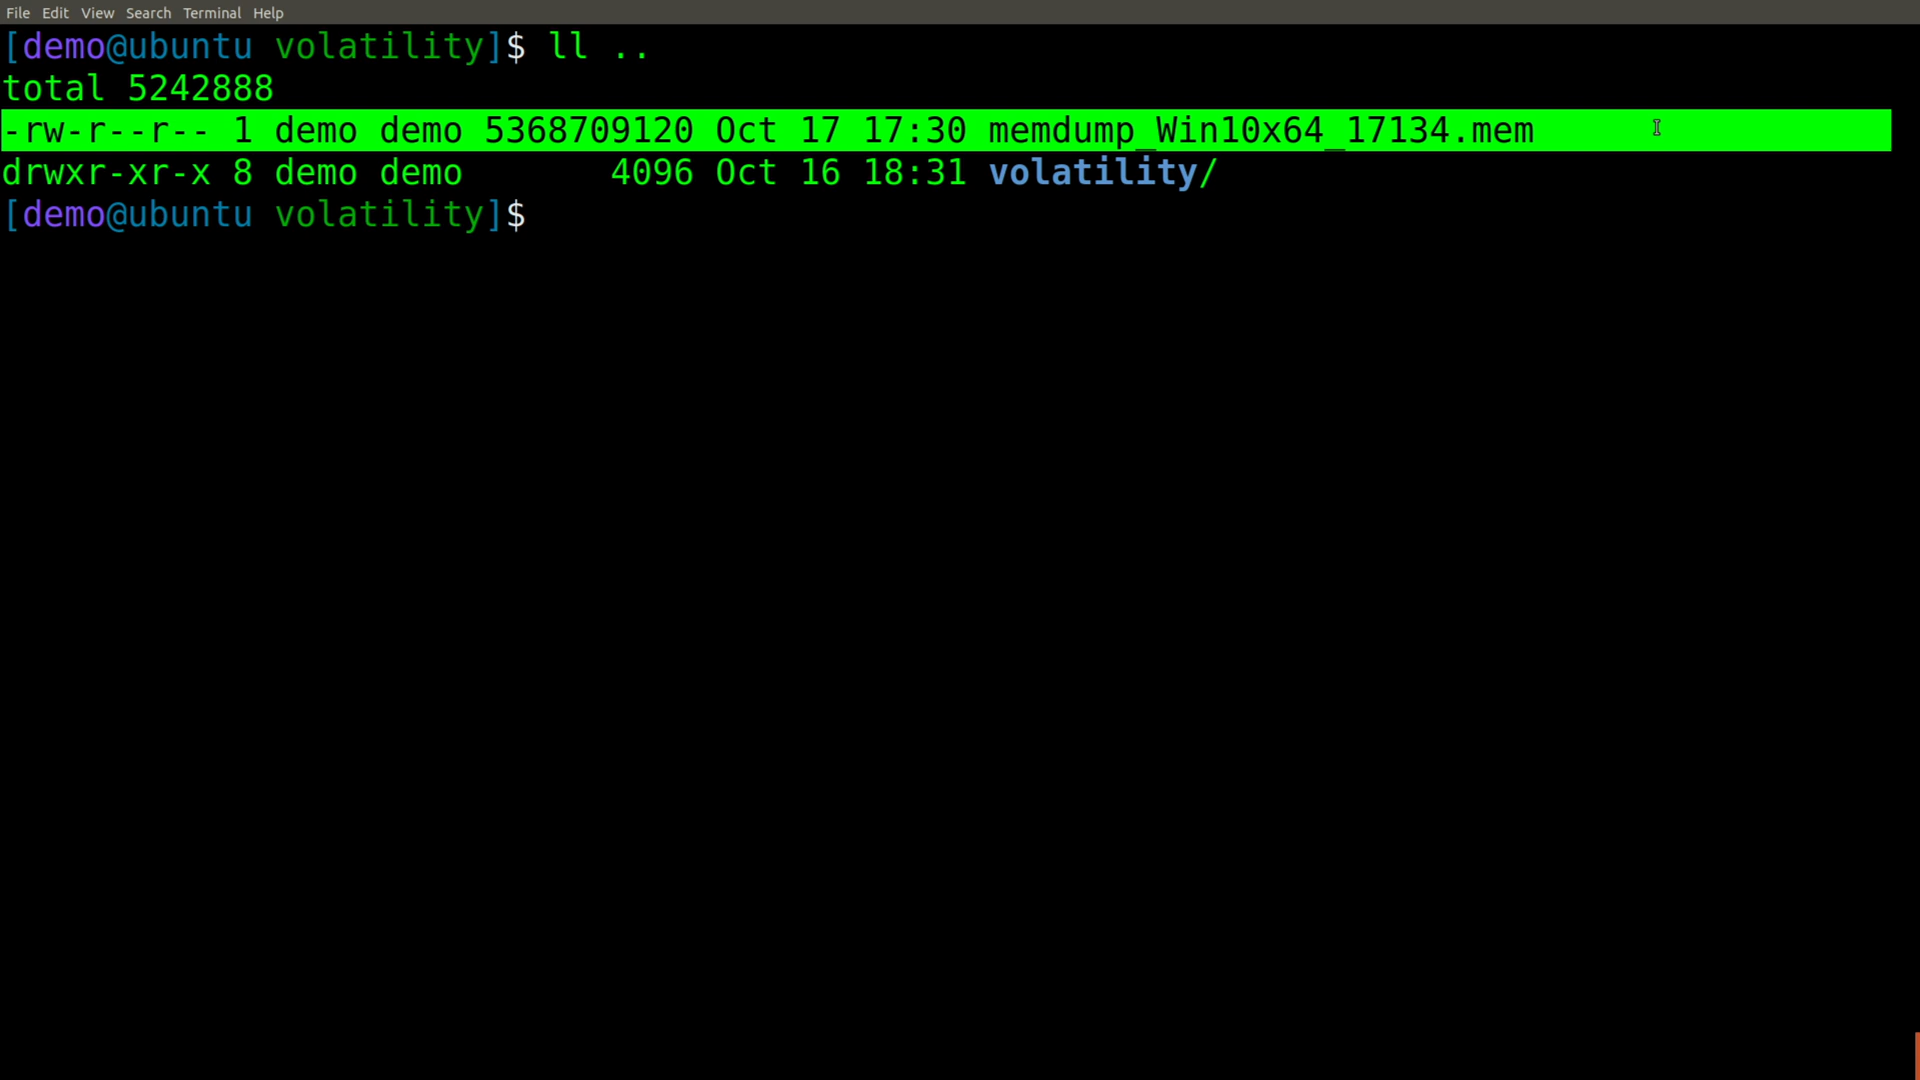 File Edit View Search Terminal Help
[demo@ubuntu volatility]$ ll ..
total 5242888
-rw-r--r-- 1 demo demo 5368709120 Oct 17 17:30 memdump_Win10x64_17134.mem
drwxr-xr-x 8 demo demo       4096 Oct 16 18:31 volatility/
[demo@ubuntu volatility]$